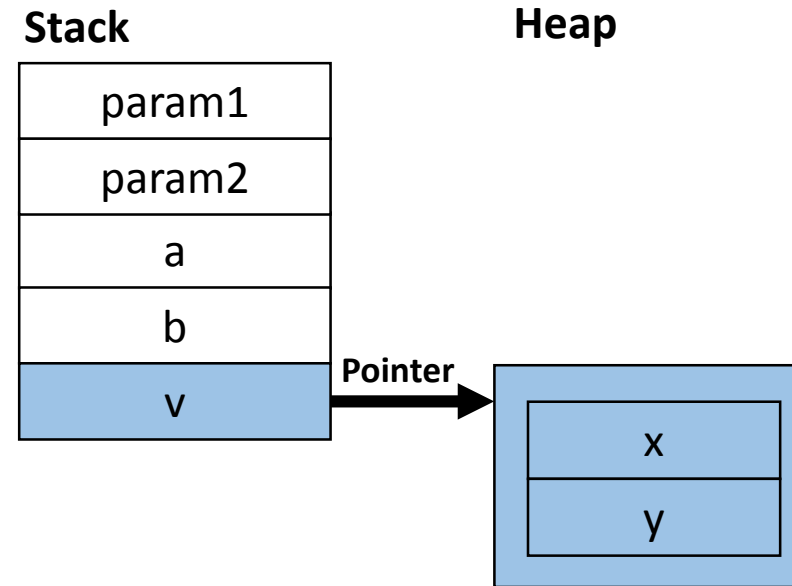 Stack
Heap
param1
param2
a
b
v
Pointer
x
y